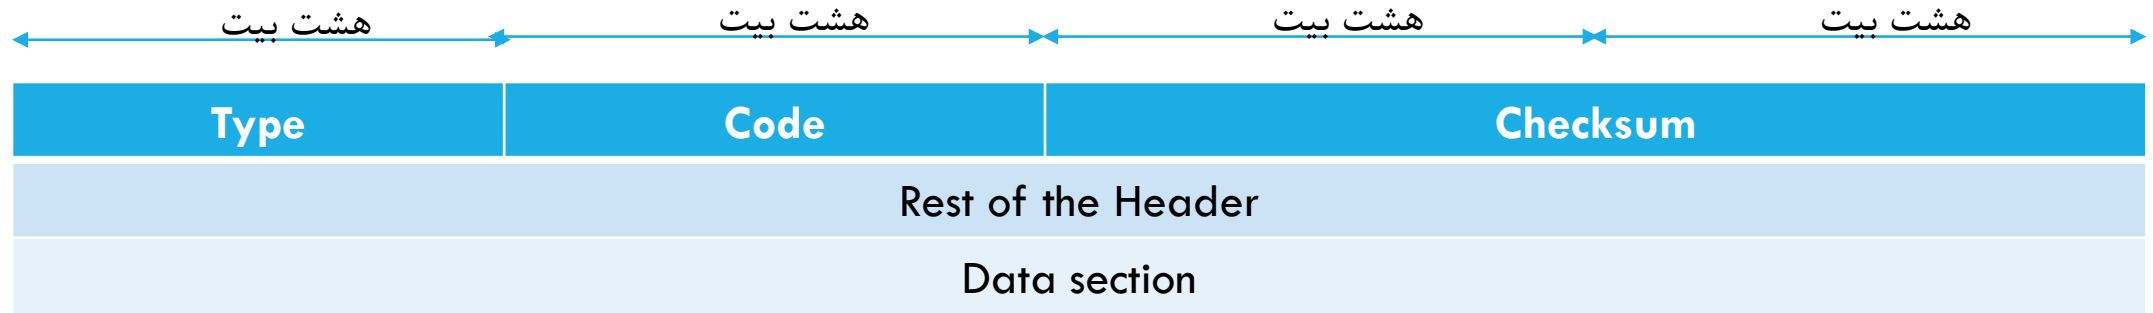 هشت بیت هشت بیت هشت بیت هشت بیت
Type Code Checksum
Rest of the Header
Data section